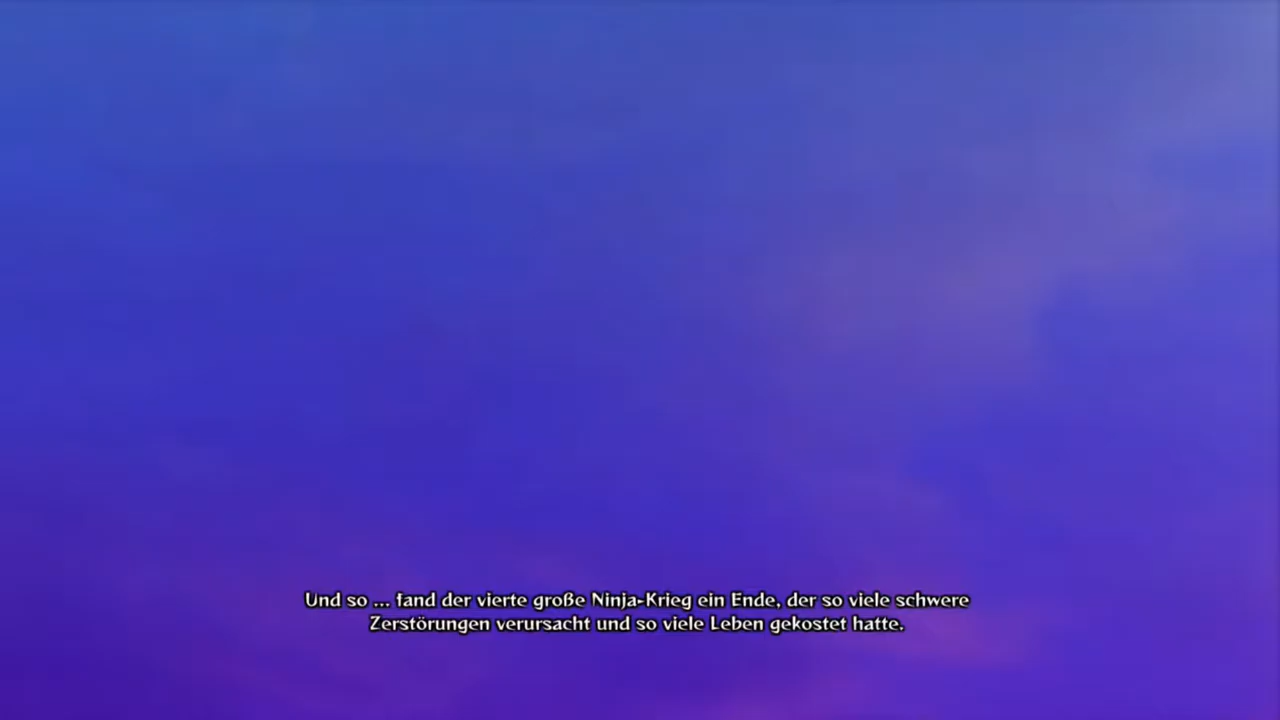 Und so ... fand der vierte große Ninja-Krieg ein Ende, der so viele schwere
Zerstörungen verursacht und so viele Leben gekostet hatte.